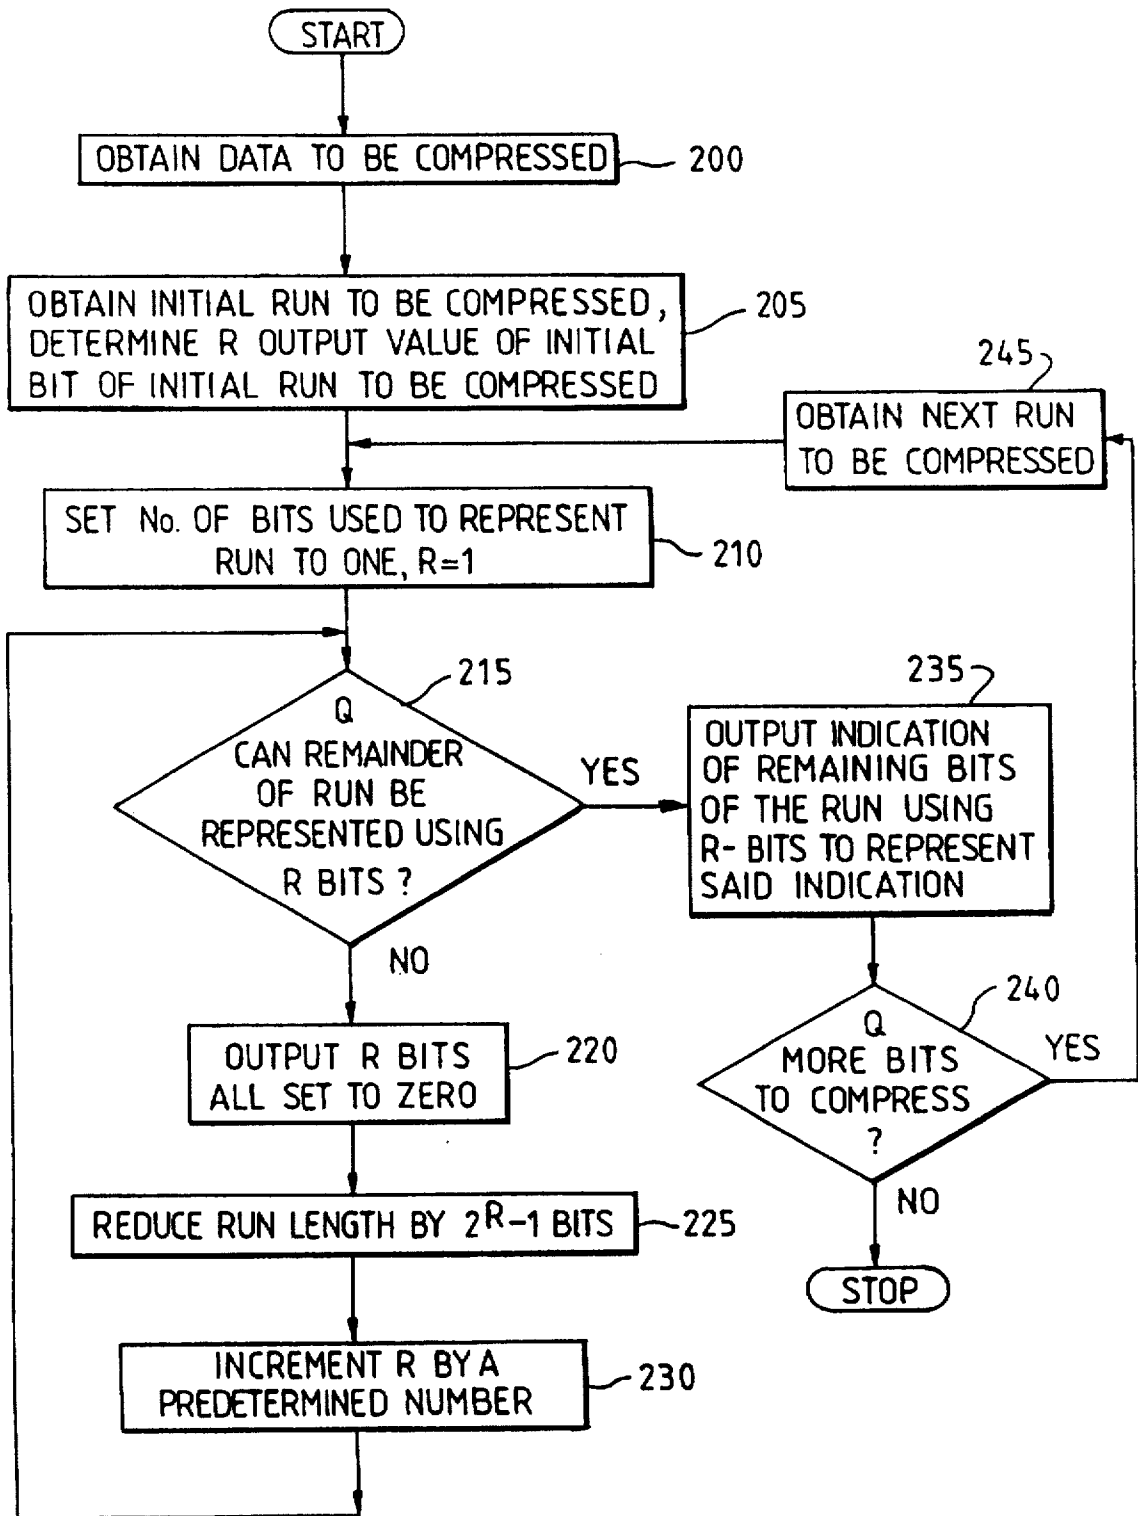 START
OBTAIN DATA TO BE COMPRESSED
200
OBTAIN INITIAL RUN TO BE COMPRESSED,
DETERMINE R OUTPUT VALUE OF INITIAL
BIT OF INITIAL RUN TO BE COMPRESSED
205
245
OBTAIN NEXT RUN
TO BE COMPRESSED
SET No. OF BITS USED TO REPRESENT
RUN TO ONE, R=1
210
215
Q
CAN REMAINDER
OF RUN BE
REPRESENTED USING
R BITS ?
YES
NO
235
OUTPUT INDICATION
OF REMAINING BITS
OF THE RUN USING
R- BITS TO REPRESENT
SAID INDICATION
240
Q
MORE BITS
TO COMPRESS
?
YES
NO
STOP
OUTPUT R BITS
ALL SET TO ZERO
220
REDUCE RUN LENGTH BY 2^R-1 BITS
225
INCREMENT R BY A
PREDETERMINED NUMBER
230